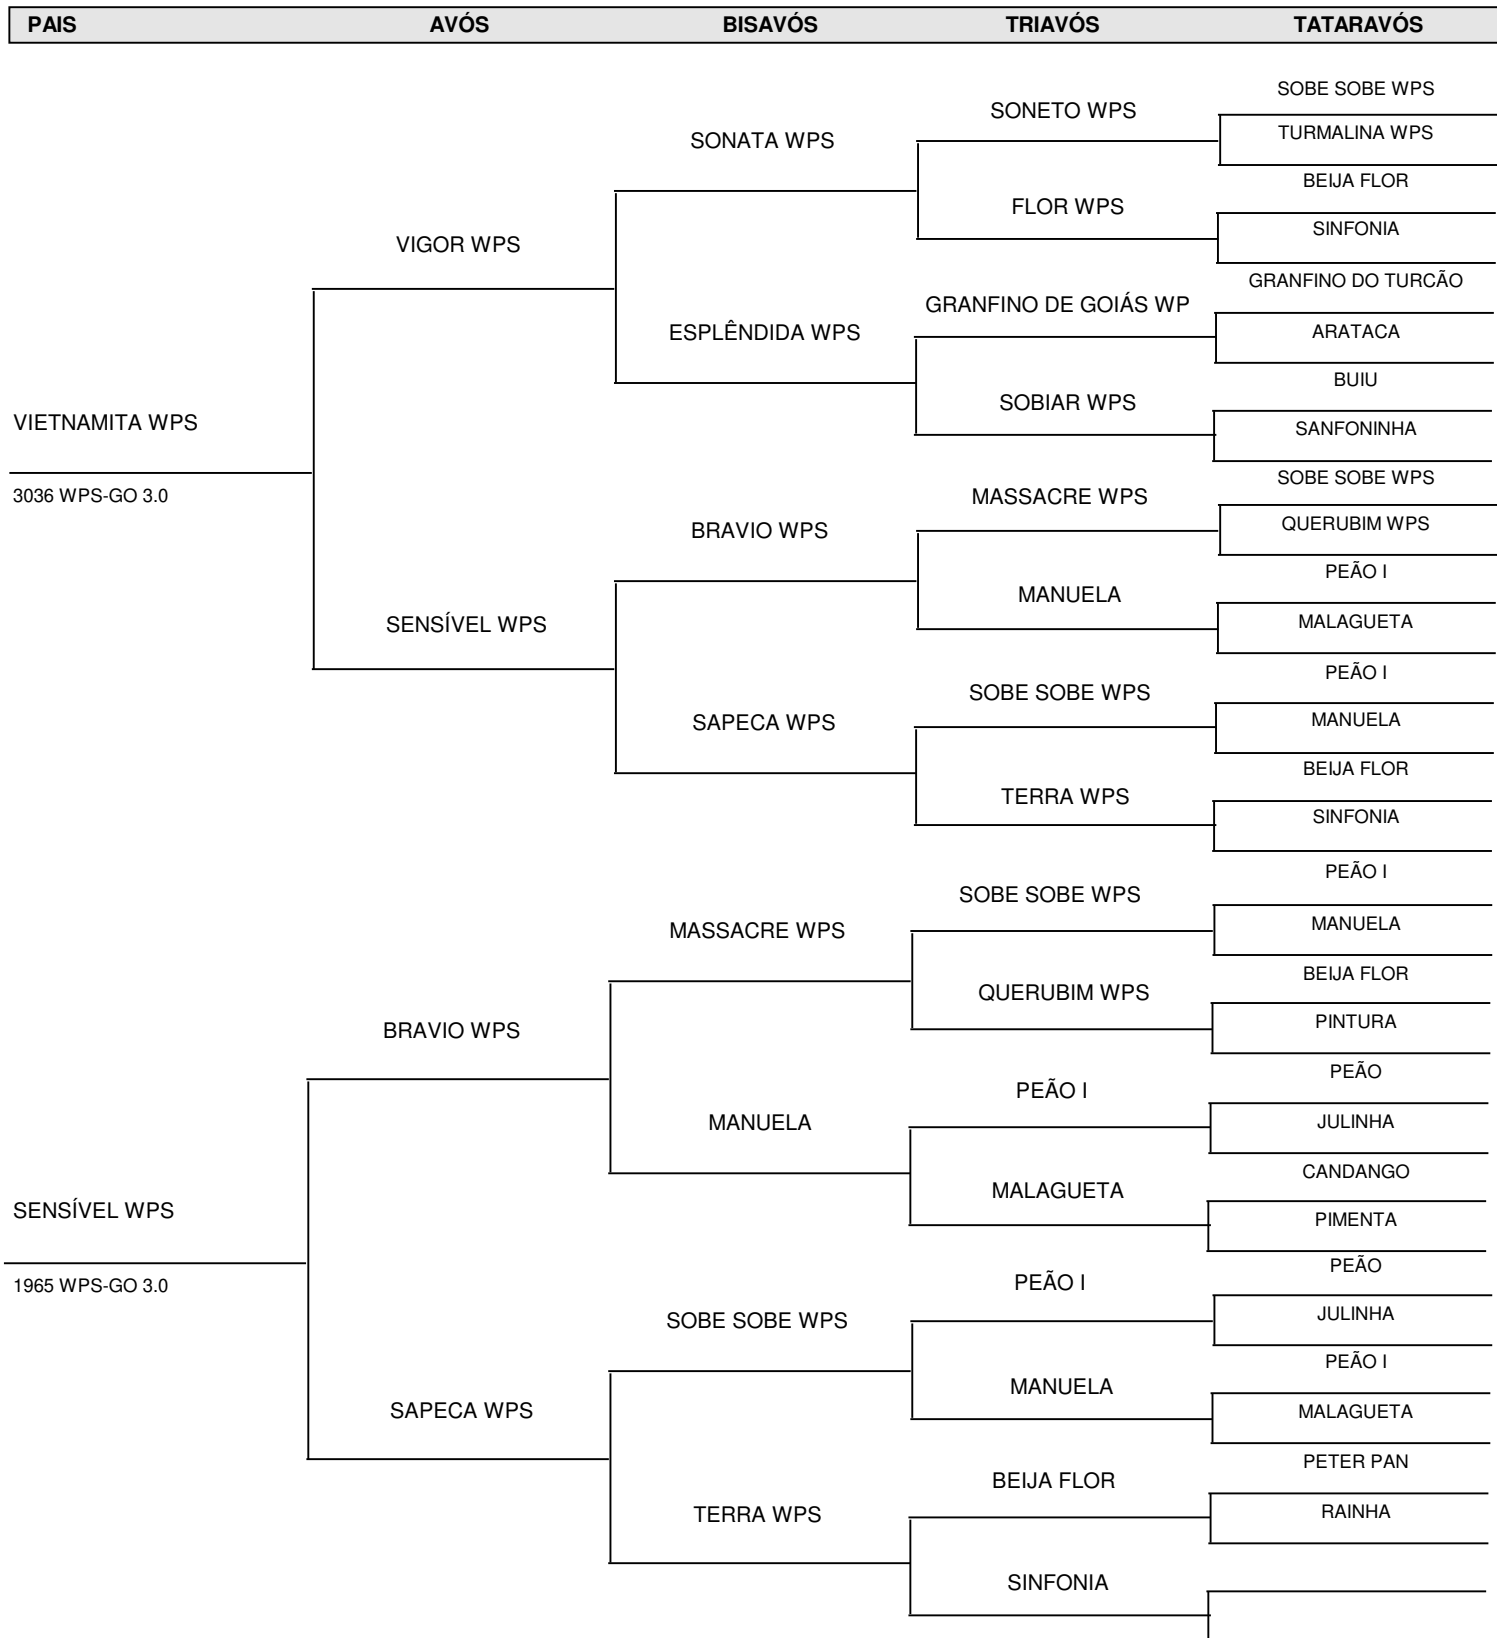 PAIS AVÓS BISAVÓS TRIAVÓS TATARAVÓS
SOBE SOBE WPS
SONETO WPS
TURMALINA WPS
SONATA WPS
BEIJA FLOR
FLOR WPS
SINFONIA
VIGOR WPS
GRANFINO DO TURCÃO
GRANFINO DE GOIÁS WP
ARATACA
ESPLÊNDIDA WPS
BUIU
SOBIAR WPS
VIETNAMITA WPS
SANFONINHA
SOBE SOBE WPS
3036 WPS-GO 3.0
MASSACRE WPS
QUERUBIM WPS
BRAVIO WPS
PEÃO I
MANUELA
MALAGUETA
SENSÍVEL WPS
PEÃO I
SOBE SOBE WPS
MANUELA
SAPECA WPS
BEIJA FLOR
TERRA WPS
SINFONIA
PEÃO I
SOBE SOBE WPS
MANUELA
MASSACRE WPS
BEIJA FLOR
QUERUBIM WPS
PINTURA
BRAVIO WPS
PEÃO
PEÃO I
JULINHA
MANUELA
CANDANGO
MALAGUETA
SENSÍVEL WPS
PIMENTA
PEÃO
1965 WPS-GO 3.0
PEÃO I
JULINHA
SOBE SOBE WPS
PEÃO I
MANUELA
SAPECA WPS
MALAGUETA
PETER PAN
BEIJA FLOR
RAINHA
TERRA WPS
SINFONIA